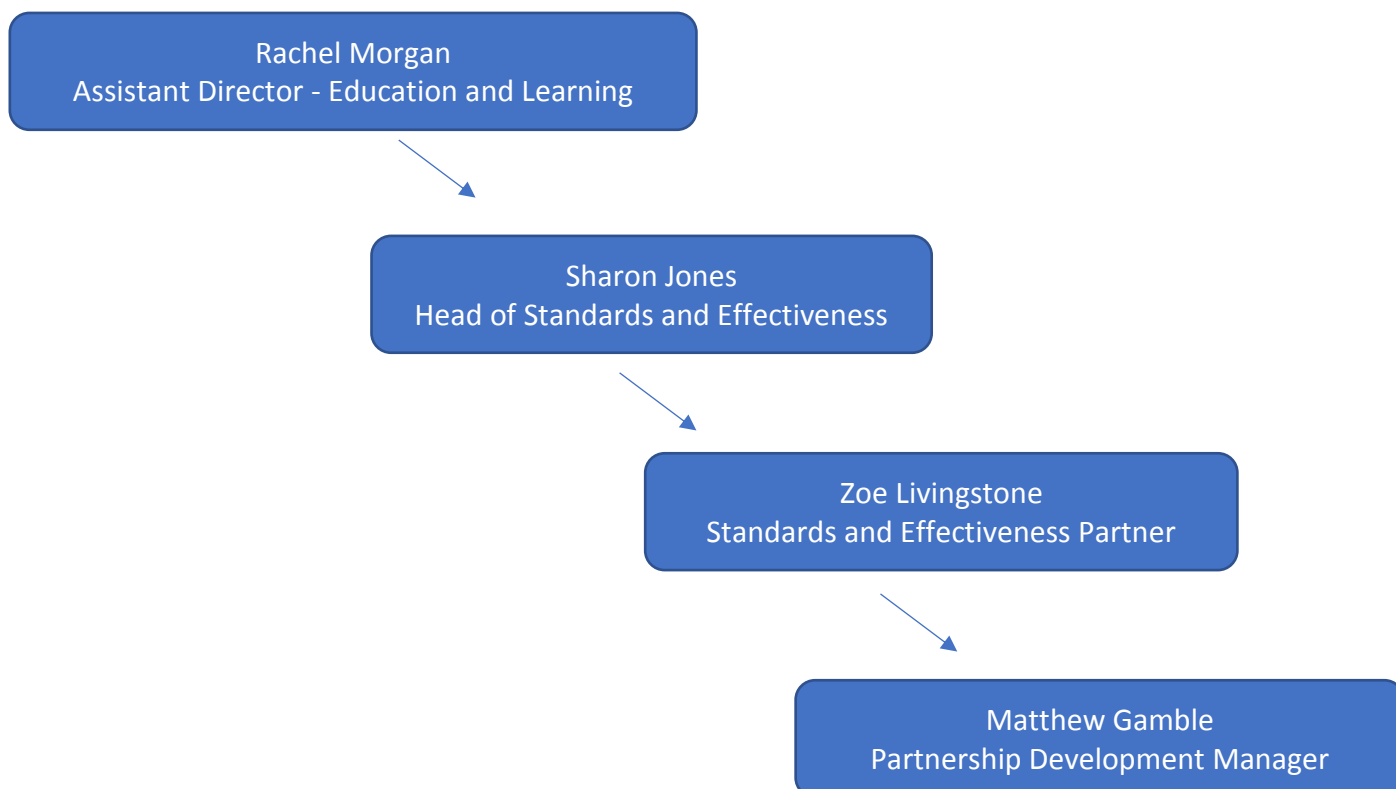 Rachel Morgan
Assistant Director - Education and Learning
Sharon Jones
Head of Standards and Effectiveness
Zoe Livingstone
Standards and Effectiveness Partner
Matthew Gamble
Partnership Development Manager